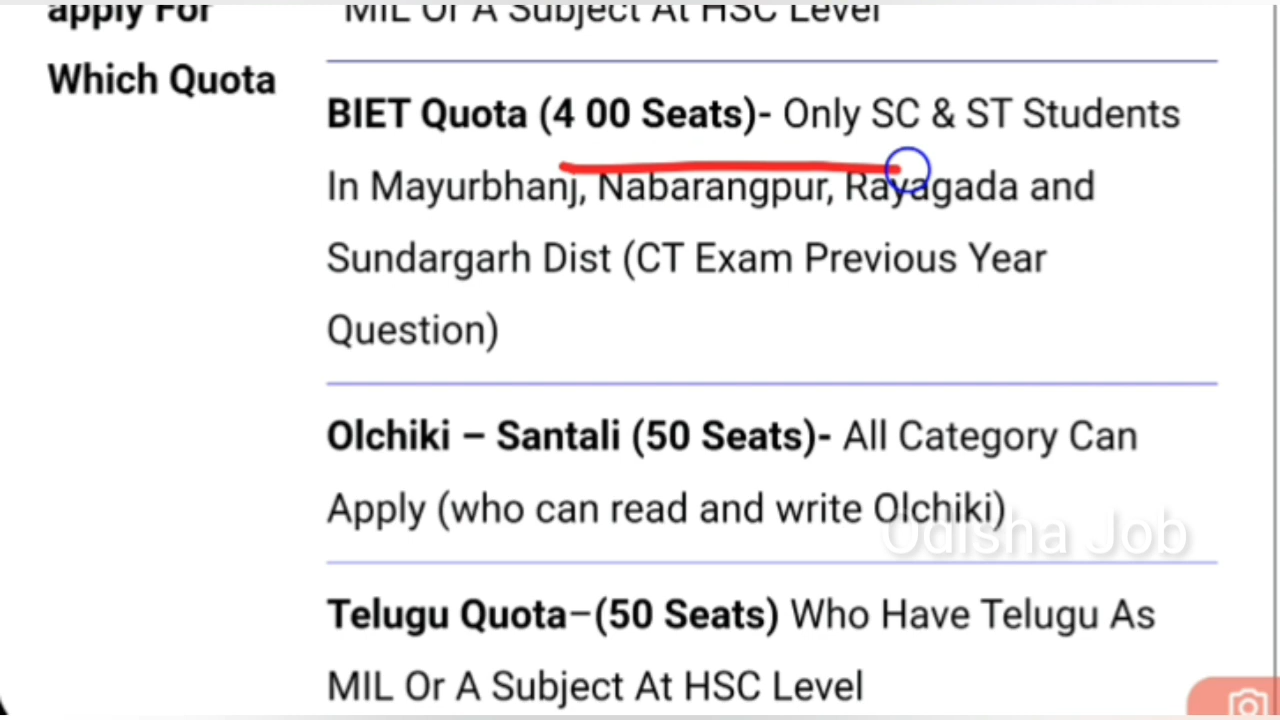 apply For
Which Quota
MIL Or A Subject At HSC Level
BIET Quota (4 00 Seats)- Only SC & ST Students
In Mayurbhanj, Nabarangpur, Rayagada and
Sundargarh Dist (CT Exam Previous Year
Question)
Olchiki – Santali (50 Seats)- All Category Can
Apply (who can read and write Olchiki)
Odisha Job
Telugu Quota–(50 Seats) Who Have Telugu As
MIL Or A Subject At HSC Level